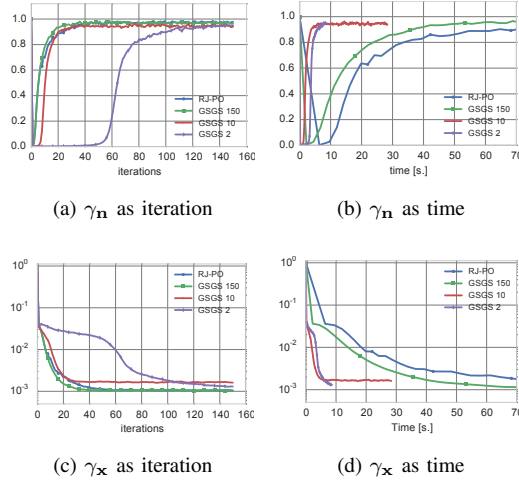 1.0
0.8
0.6
0.4
0.2
0.0
0 20 40 60 80 100 120 140 160
iterations
RJ-PO
GSGS 150
GSGS 10
GSGS 2
(a) γn as iteration
1.0
0.8
0.6
0.4
0.2
0.0
0 10 20 30 40 50 60 70
time [s.]
RJ-PO
GSGS 150
GSGS 10
GSGS 2
(b) γn as time
10^0
10^-1
10^-2
10^-3
0 20 40 60 80 100 120 140 160
iterations
RJ-PO
GSGS 150
GSGS 10
GSGS 2
(c) γx as iteration
10^0
10^-1
10^-2
10^-3
0 10 20 30 40 50 60 70
Time [s.]
RJ-PO
GSGS 150
GSGS 10
GSGS 2
(d) γx as time